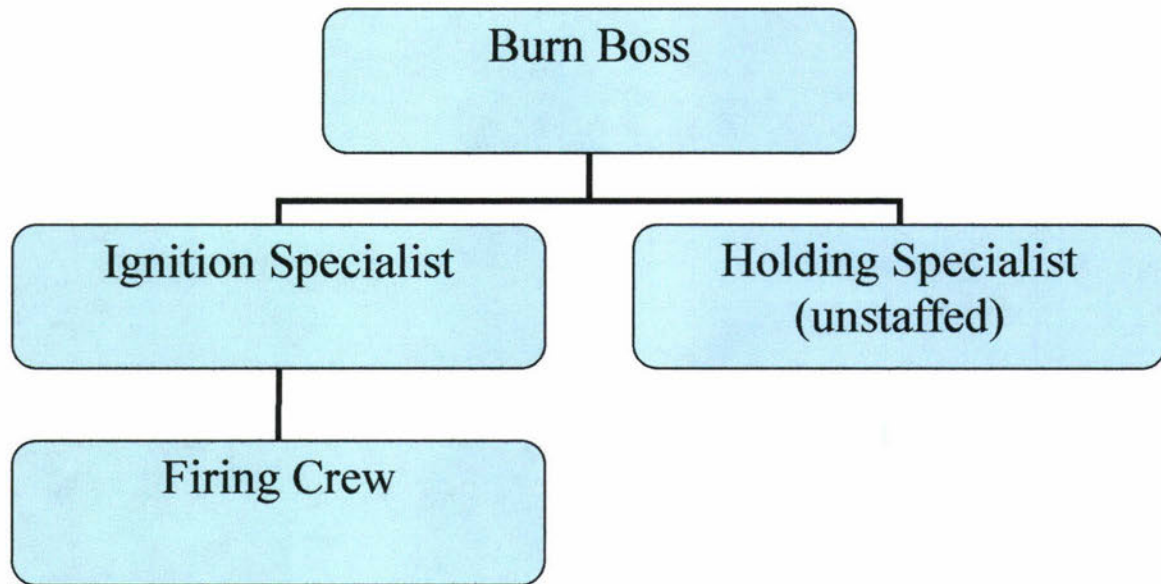 Burn Boss
Ignition Specialist
Holding Specialist
(unstaffed)
Firing Crew